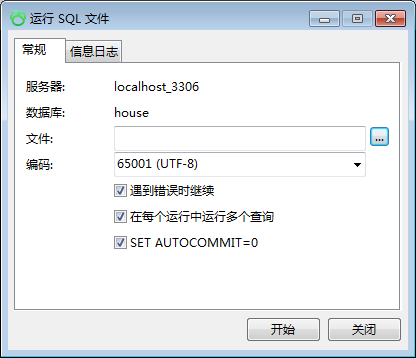 运行 SQL 文件
常规 信息日志
服务器: localhost_3306
数据库: house
文件: ...
编码: 65001 (UTF-8)
遇到错误时继续
在每个运行中运行多个查询
SET AUTOCOMMIT=0
开始 关闭